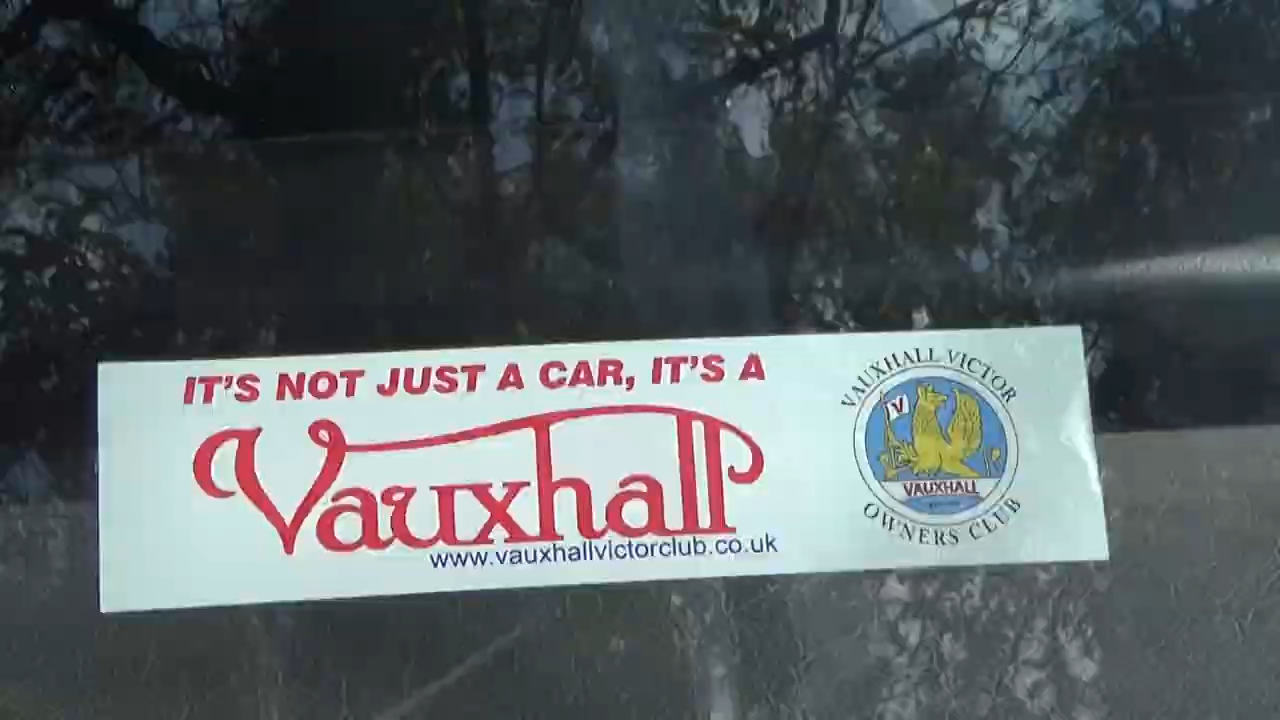 IT'S NOT JUST A CAR, IT'S A
Vauxhall
www.vauxhallvictorclub.co.uk
VAUXHALL VICTOR
V
VAUXHALL
OWNERS CLUB